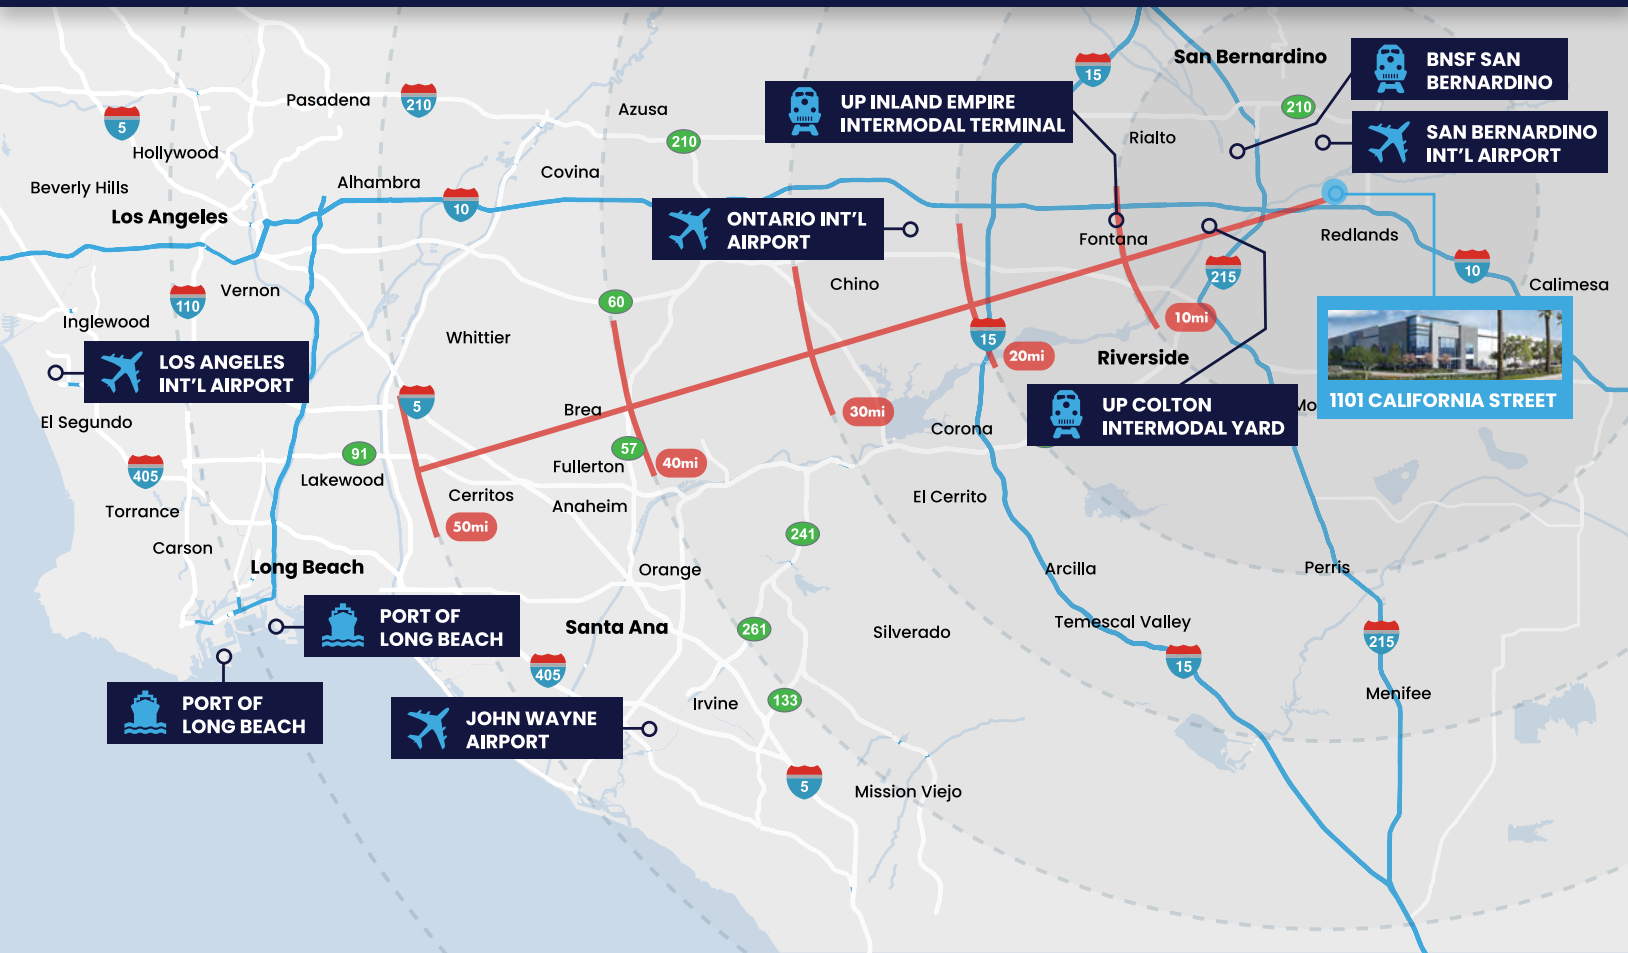 San Bernardino
BNSF SAN
BERNARDINO
15
Pasadena
210
UP INLAND EMPIRE
INTERMODAL TERMINAL
Azusa
210
5
Rialto
SAN BERNARDINO
INT'L AIRPORT
Hollywood
210
Covina
Beverly Hills
Alhambra
10
Los Angeles
ONTARIO INT'L
AIRPORT
Fontana
Redlands
215
10
Calimesa
Chino
Vernon
110
60
Inglewood
10mi
Whittier
15
20mi
Riverside
LOS ANGELES
INT'L AIRPORT
1101 CALIFORNIA STREET
5
Brea
30mi
UP COLTON
INTERMODAL YARD
Mo
El Segundo
Corona
91
57
405
Fullerton
40mi
Lakewood
Cerritos
El Cerrito
Torrance
Anaheim
50mi
241
Carson
Long Beach
Orange
Arcilla
Perris
PORT OF
LONG BEACH
Santa Ana
261
Silverado
Temescal Valley
215
405
15
PORT OF
LONG BEACH
Irvine
133
Menifee
JOHN WAYNE
AIRPORT
5
Mission Viejo